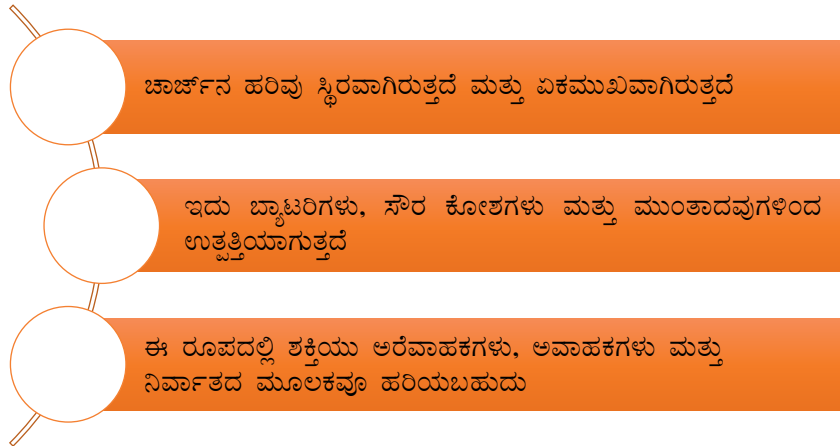 ಚಾರ್ಜ್‌ನ ಹರಿವು ಸ್ಥಿರವಾಗಿರುತ್ತದೆ ಮತ್ತು ಏಕಮುಖವಾಗಿರುತ್ತದೆ
ಇದು ಬ್ಯಾಟರಿಗಳು, ಸೌರ ಕೋಶಗಳು ಮತ್ತು ಮುಂತಾದವುಗಳಿಂದ
ಉತ್ಪತ್ತಿಯಾಗುತ್ತದೆ
ಈ ರೂಪದಲ್ಲಿ ಶಕ್ತಿಯು ಅರೆವಾಹಕಗಳು, ಅವಾಹಕಗಳು ಮತ್ತು
ನಿರ್ವಾತದ ಮೂಲಕವೂ ಹರಿಯಬಹುದು